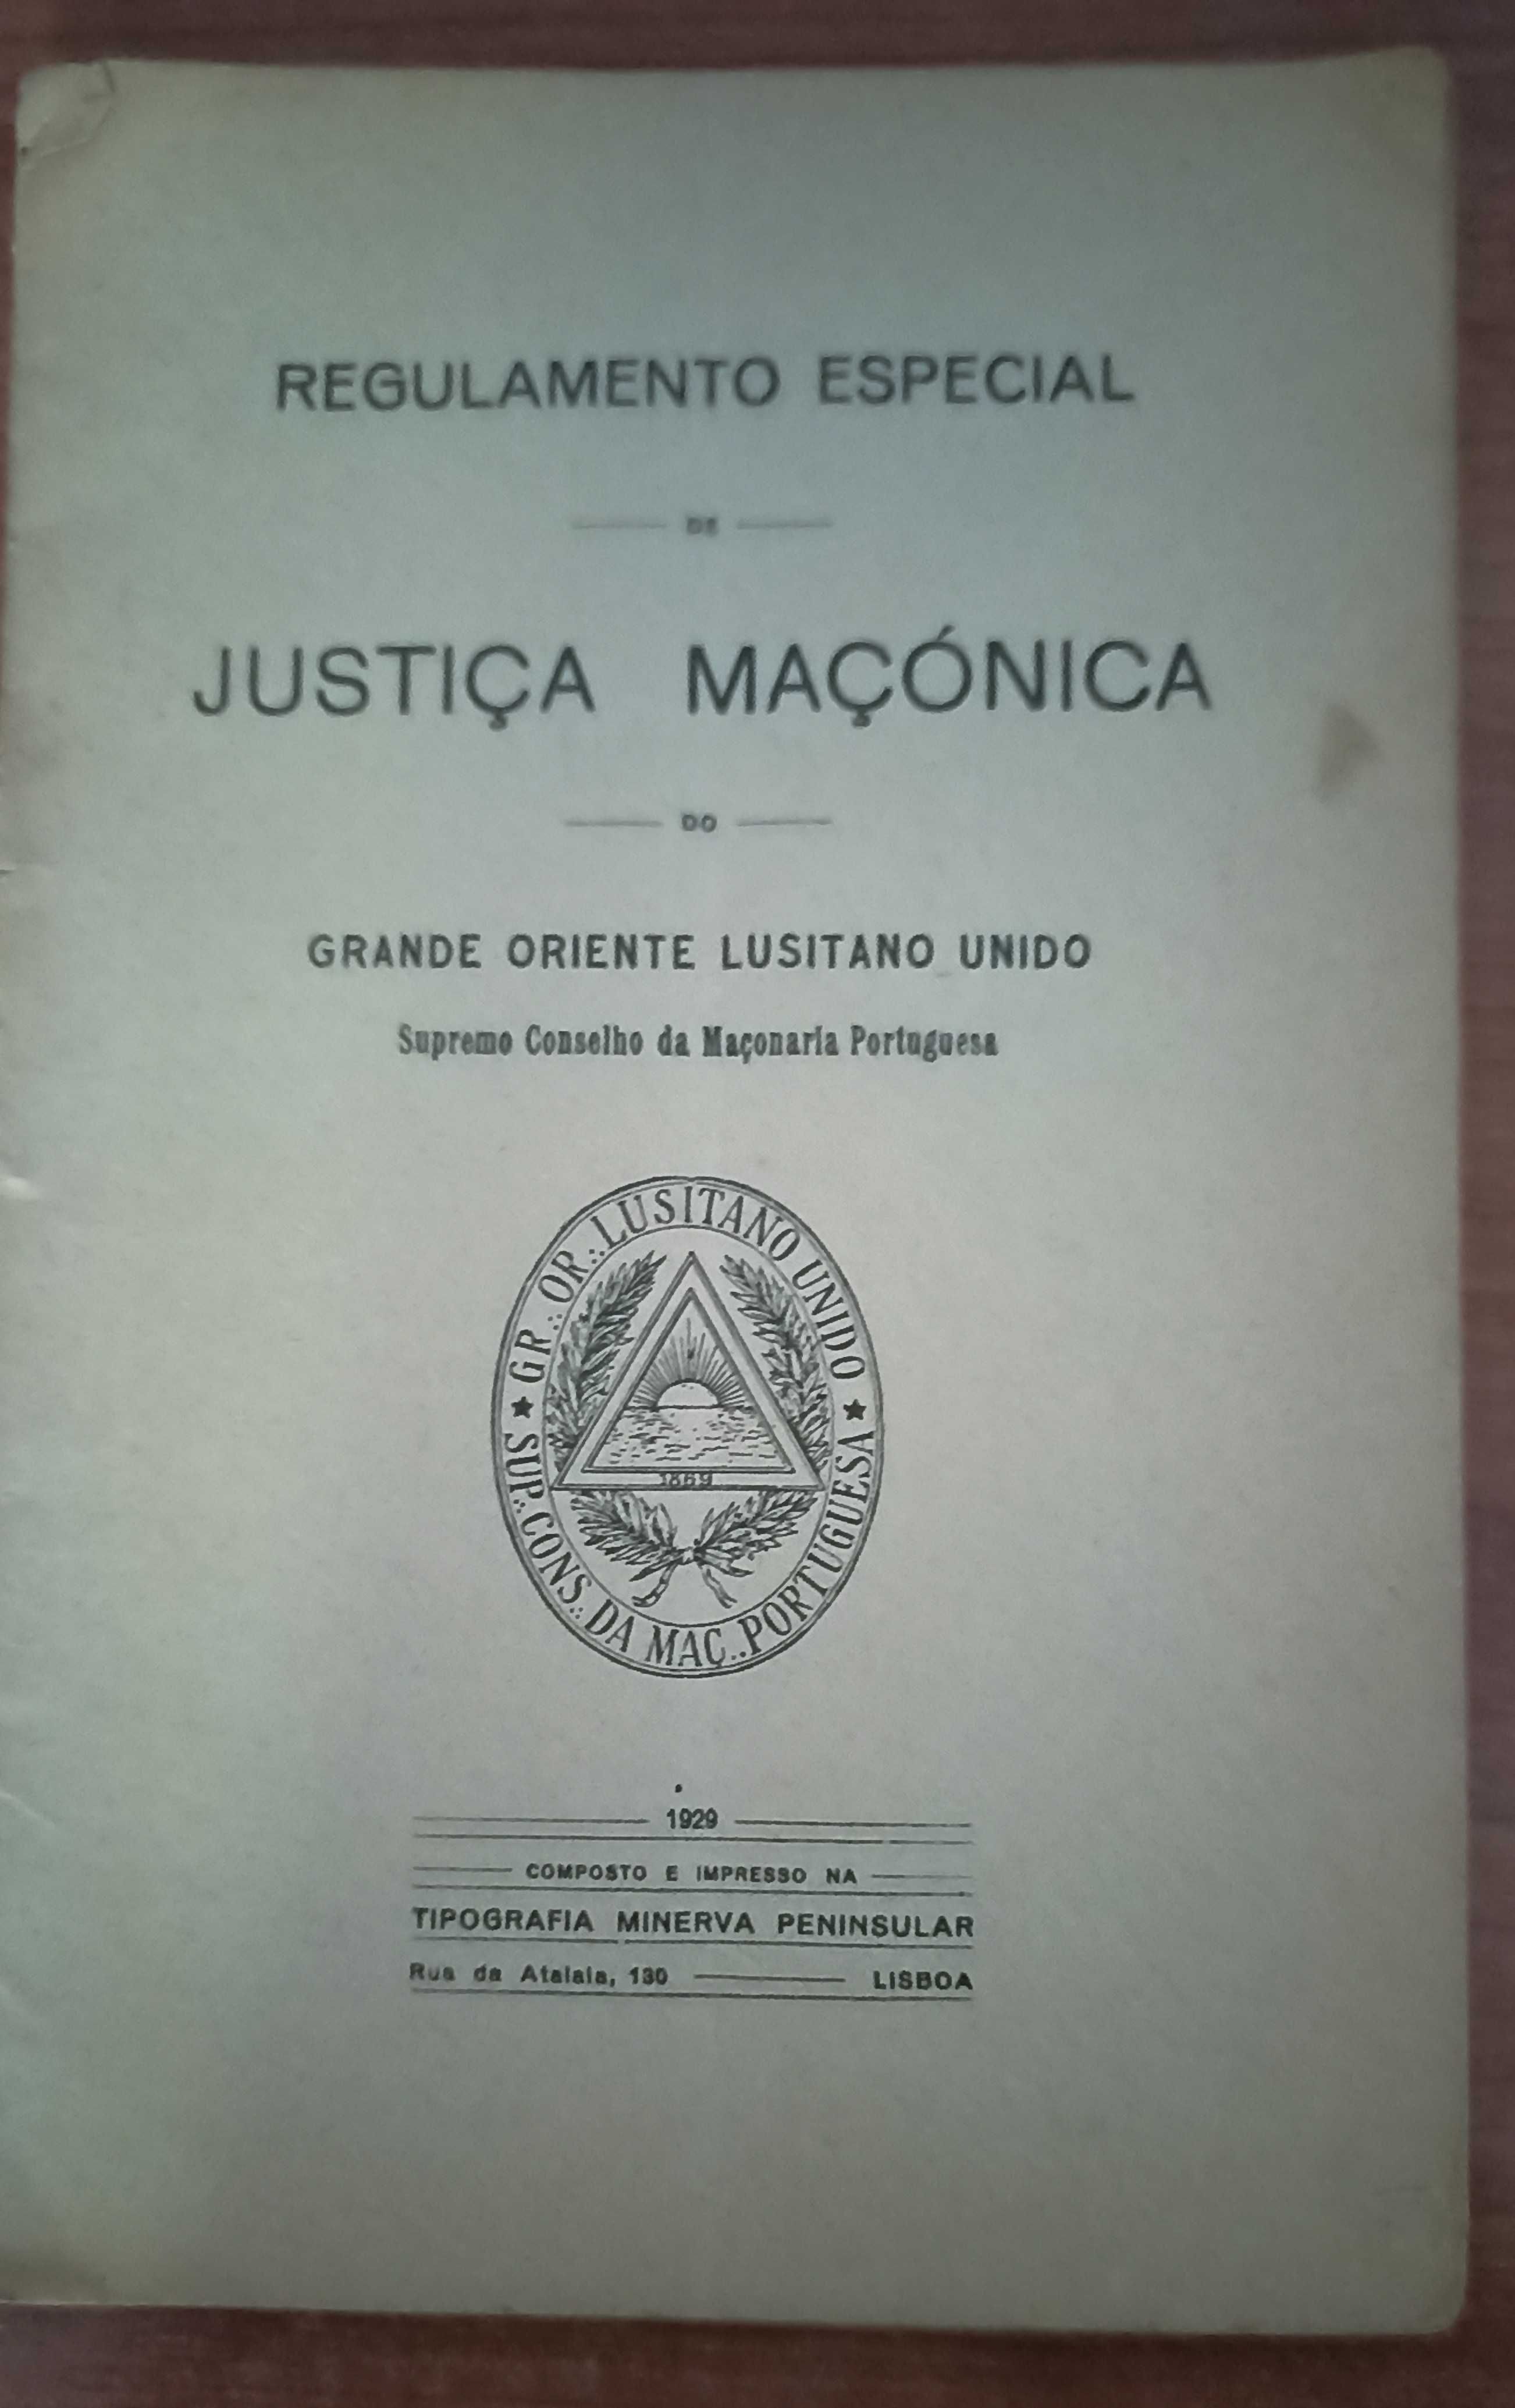 REGULAMENTO ESPECIAL
DE
JUSTIÇA MAÇÓNICA
DO
GRANDE ORIENTE LUSITANO UNIDO
Supremo Conselho da Maçonaria Portuguesa
GR∴ OR∴ LUSITANO UNIDO
1869
★ SUP∴ CONS∴ DA MAÇ∴ PORTUGUESA ★
1929
COMPOSTO E IMPRESSO NA
TIPOGRAFIA MINERVA PENINSULAR
Rua da Atalaia, 130 LISBOA